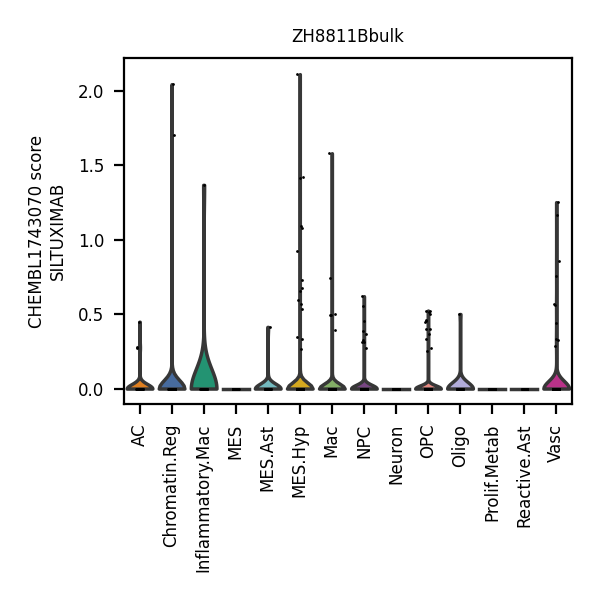 ZH8811Bbulk
CHEMBL1743070 score
SILTUXIMAB
2.0
1.5
1.0
0.5
0.0
AC
Chromatin.Reg
Inflammatory.Mac
MES
MES.Ast
MES.Hyp
Mac
NPC
Neuron
OPC
Oligo
Prolif.Metab
Reactive.Ast
Vasc